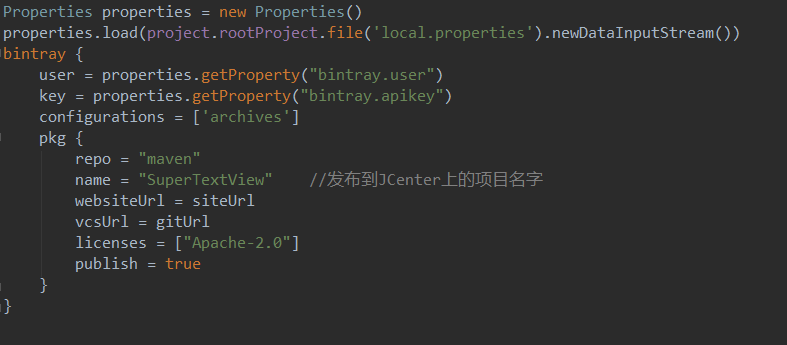 Properties properties = new Properties()
properties.load(project.rootProject.file('local.properties').newDataInputStream())
bintray {
    user = properties.getProperty("bintray.user")
    key = properties.getProperty("bintray.apikey")
    configurations = ['archives']
    pkg {
        repo = "maven"
        name = "SuperTextView"    //发布到JCenter上的项目名字
        websiteUrl = siteUrl
        vcsUrl = gitUrl
        licenses = ["Apache-2.0"]
        publish = true
    }
}